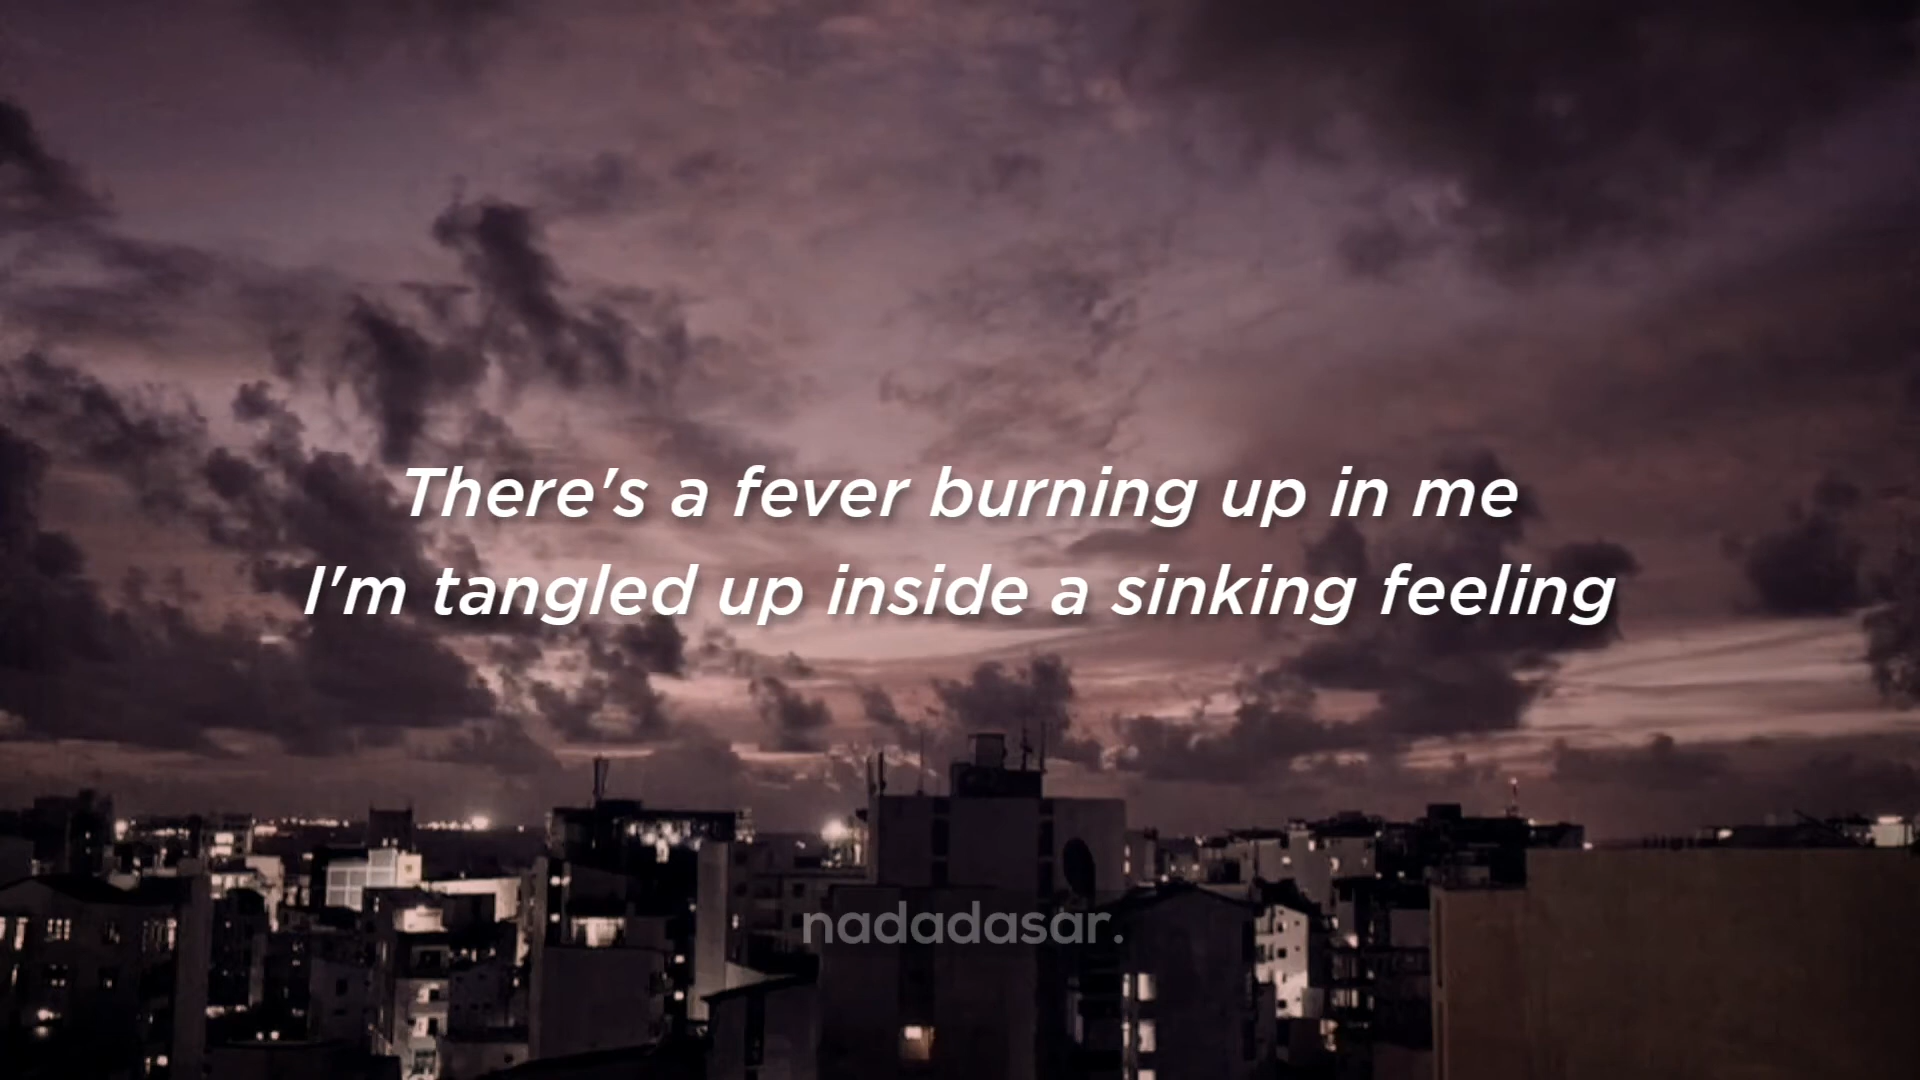 There's a fever burning up in me
I'm tangled up inside a sinking feeling
nadadasar.